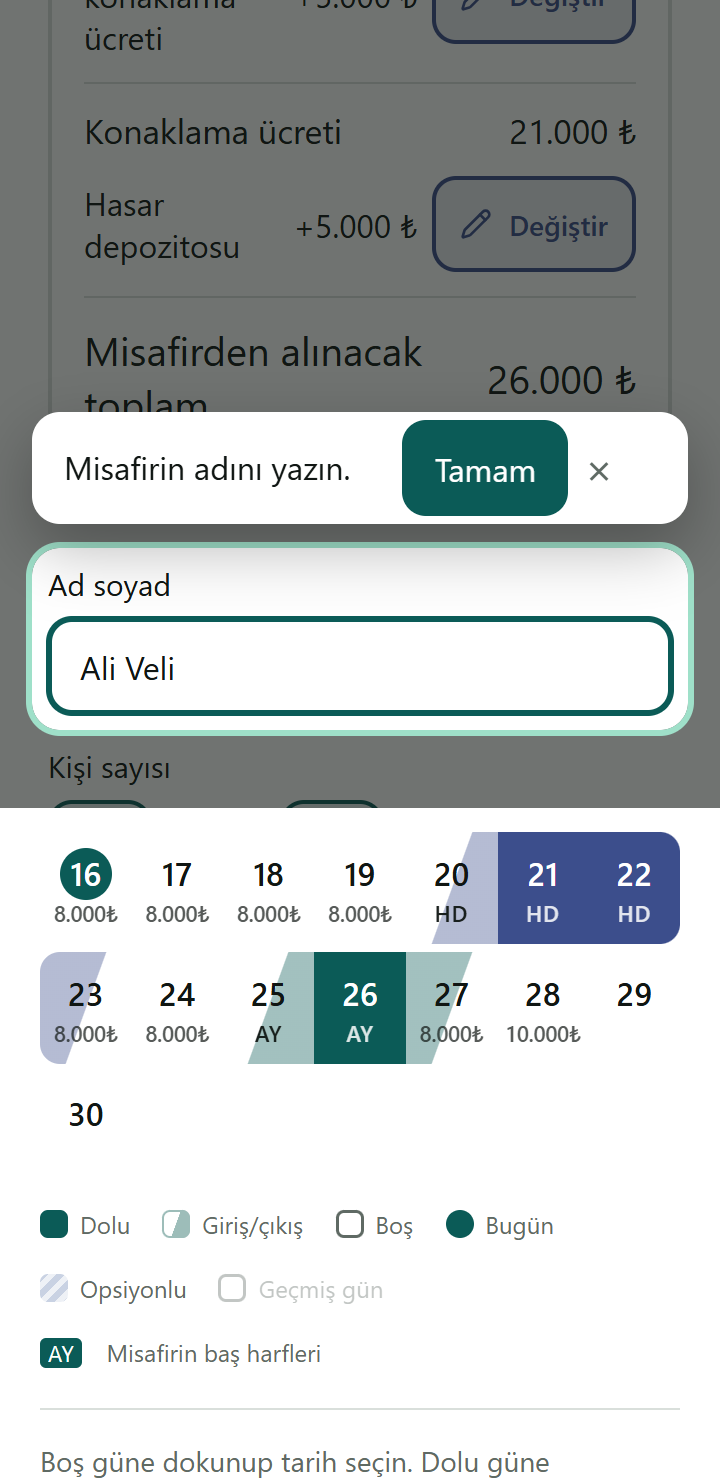 konaklama +5.000 ₺ Değiştir
ücreti
Konaklama ücreti 21.000 ₺
Hasar
depozitosu +5.000 ₺ Değiştir
Misafirden alınacak
toplam 26.000 ₺
Misafirin adını yazın. Tamam ×
Ad soyad
Ali Veli
Kişi sayısı
16 17 18 19 20 21 22
8.000₺ 8.000₺ 8.000₺ 8.000₺ HD HD HD
23 24 25 26 27 28 29
8.000₺ 8.000₺ AY AY 8.000₺ 10.000₺
30
Dolu Giriş/çıkış Boş Bugün
Opsiyonlu Geçmiş gün
AY Misafirin baş harfleri
Boş güne dokunup tarih seçin. Dolu güne